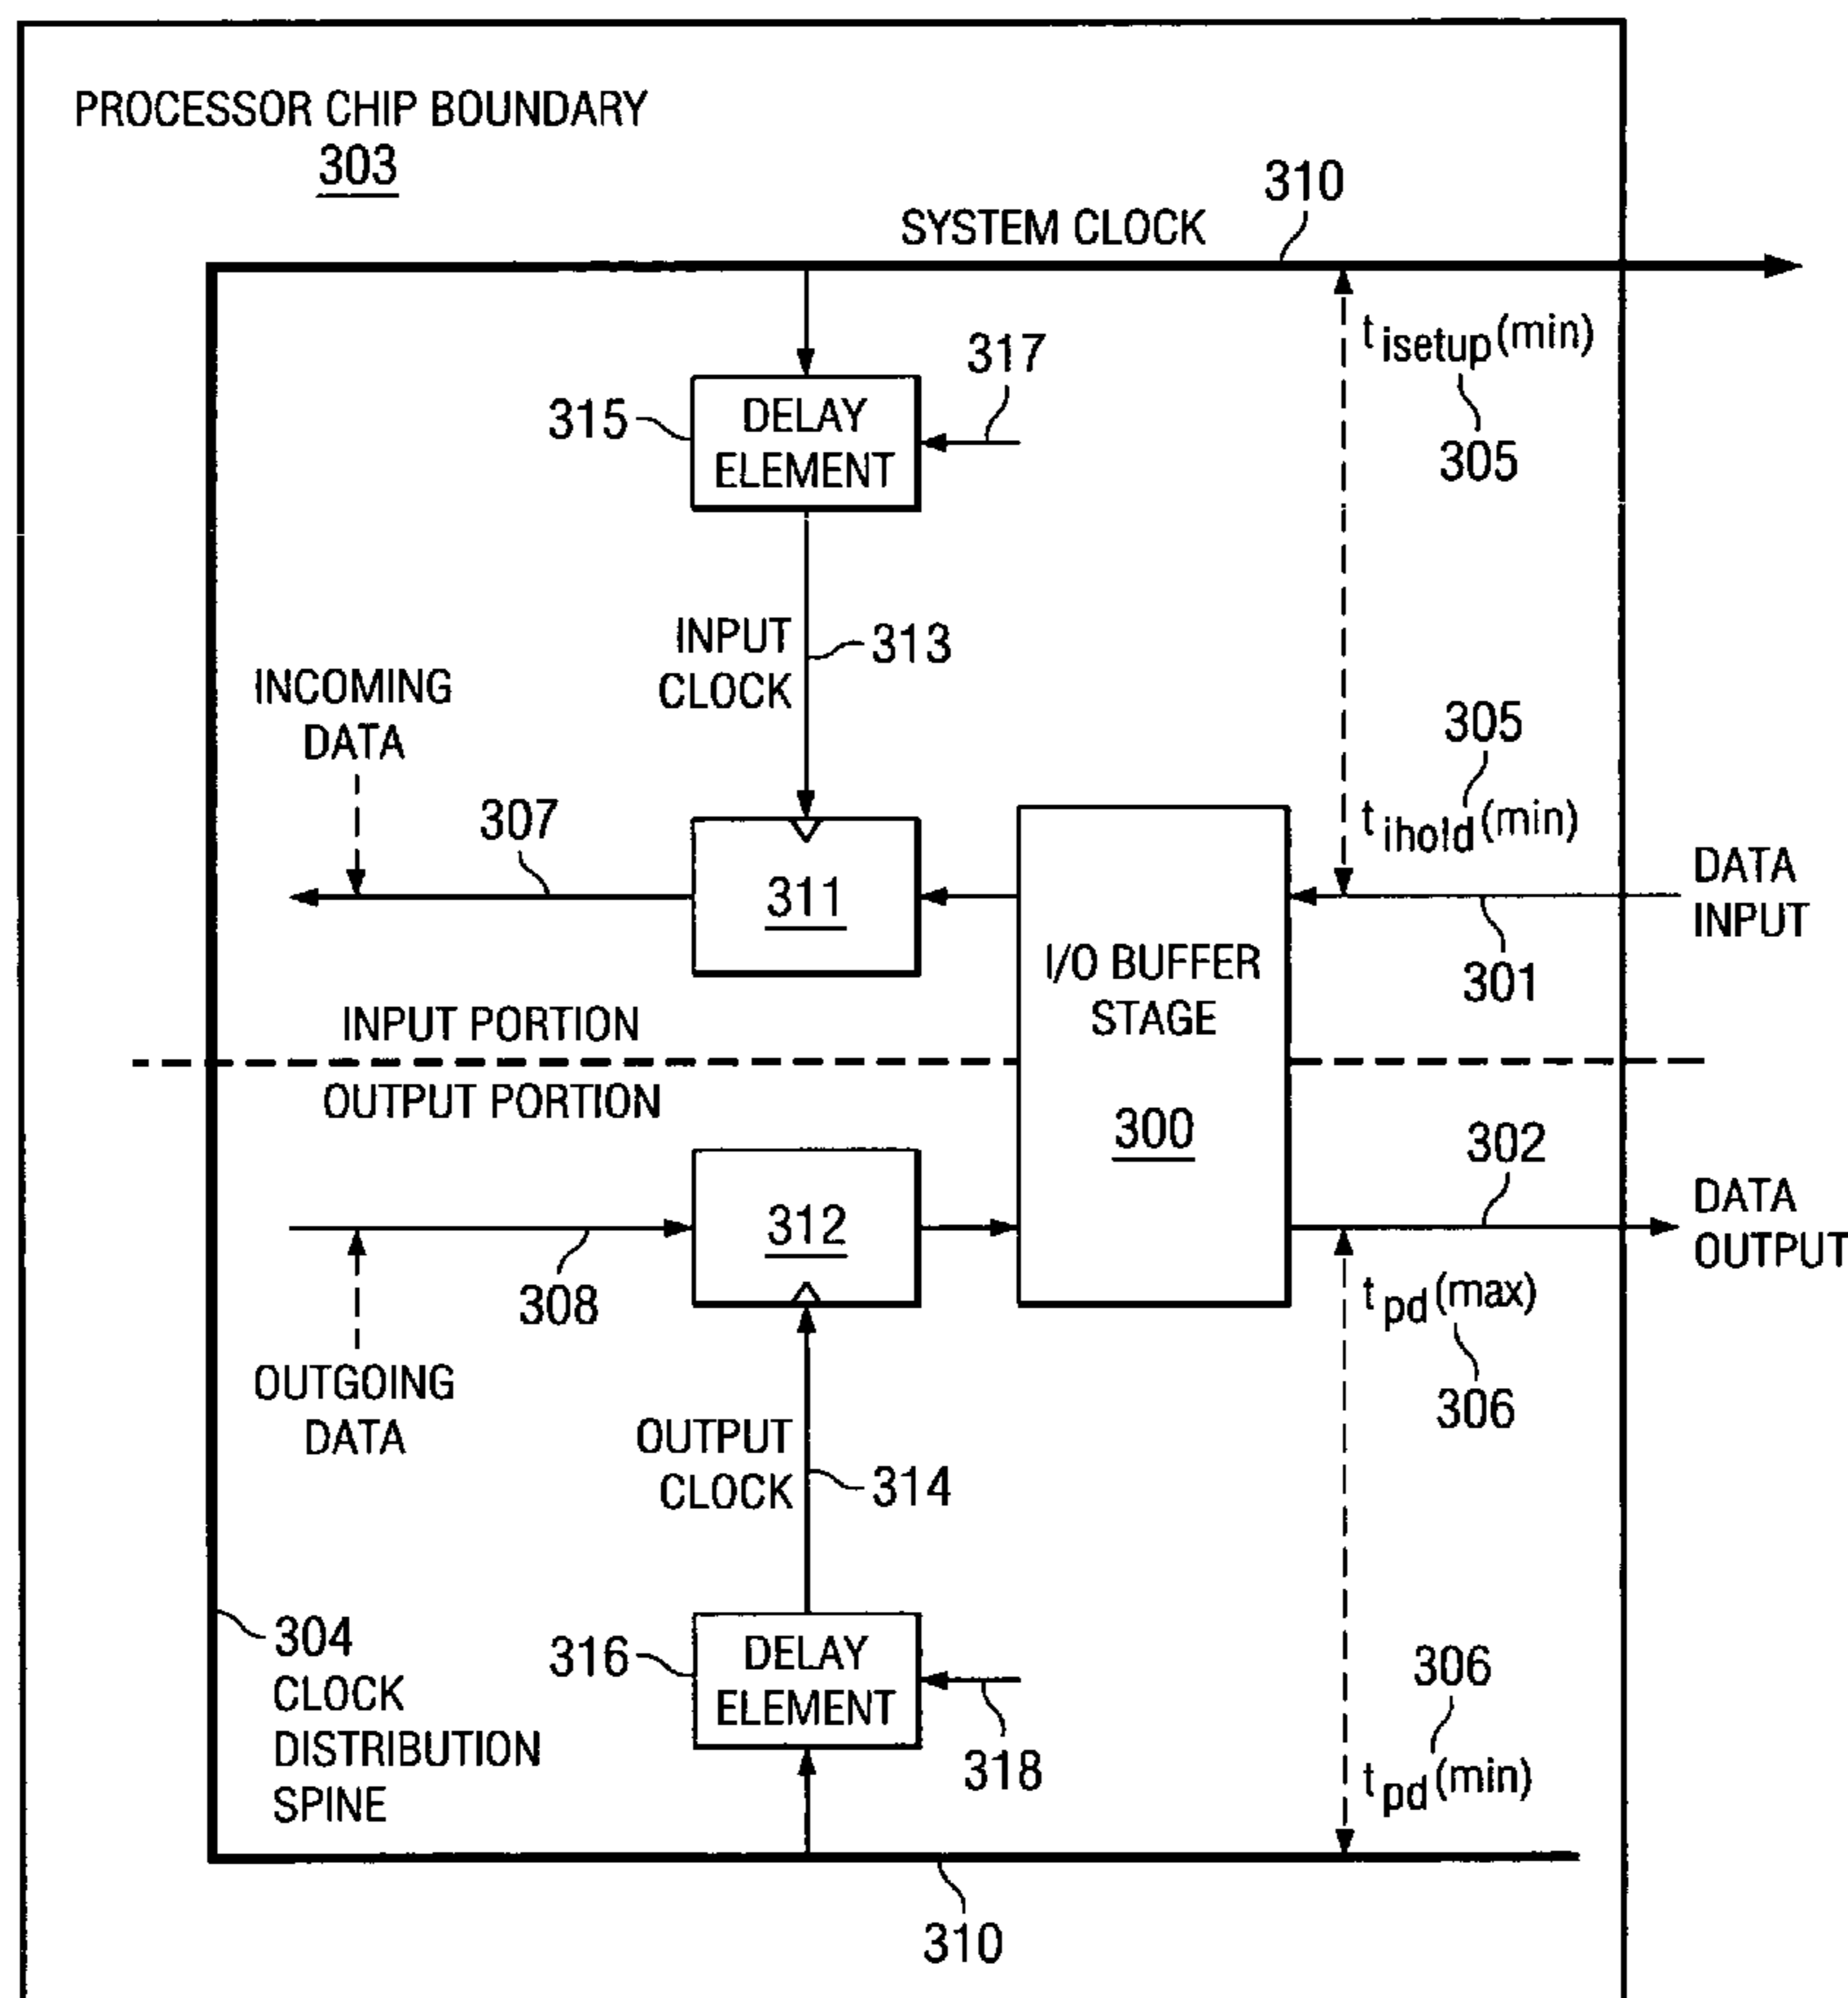 PROCESSOR CHIP BOUNDARY
303
310
SYSTEM CLOCK
t isetup (min)
305
317
315
DELAY
ELEMENT
INPUT
CLOCK
313
INCOMING
DATA
305
t ihold (min)
307
311
DATA
INPUT
301
I/O BUFFER
STAGE
300
INPUT PORTION
OUTPUT PORTION
302
DATA
OUTPUT
312
308
t pd (max)
306
OUTGOING
DATA
OUTPUT
CLOCK
314
304
CLOCK
DISTRIBUTION
SPINE
316
DELAY
ELEMENT
318
306
t pd (min)
310